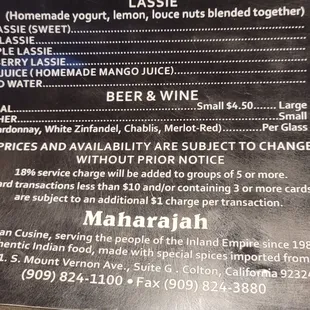 LASSIE
(Homemade yogurt, lemon, louce nuts blended together)
ASSIE (SWEET)
LASSIE
PLE LASSIE
BERRY LASSIE
JUICE ( HOMEMADE MANGO JUICE)
D WATER
BEER & WINE
AL Small $4.50 Large
HER Small
ardonnay, White Zinfandel, Chablis, Merlot-Red) Per Glass
PRICES AND AVAILABILITY ARE SUBJECT TO CHANGE
WITHOUT PRIOR NOTICE
18% service charge will be added to groups of 5 or more.
ard transactions less than $10 and/or containing 3 or more cards
are subject to an additional $1 charge per transaction.
Maharajah
an Cusine, serving the people of the Inland Empire since 198
hentic Indian food, made with special spices imported from
1. S. Mount Vernon Ave., Suite G . Colton, California 9232
(909) 824-1100 • Fax (909) 824-3880